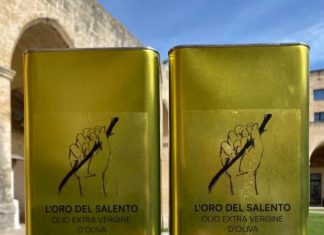 L'ORO DEL SALENTO
OLIO EXTRA VERGINE
D'OLIVA
L'ORO DEL SALENTO
OLIO EXTRA VERGINE
D'OLIVA